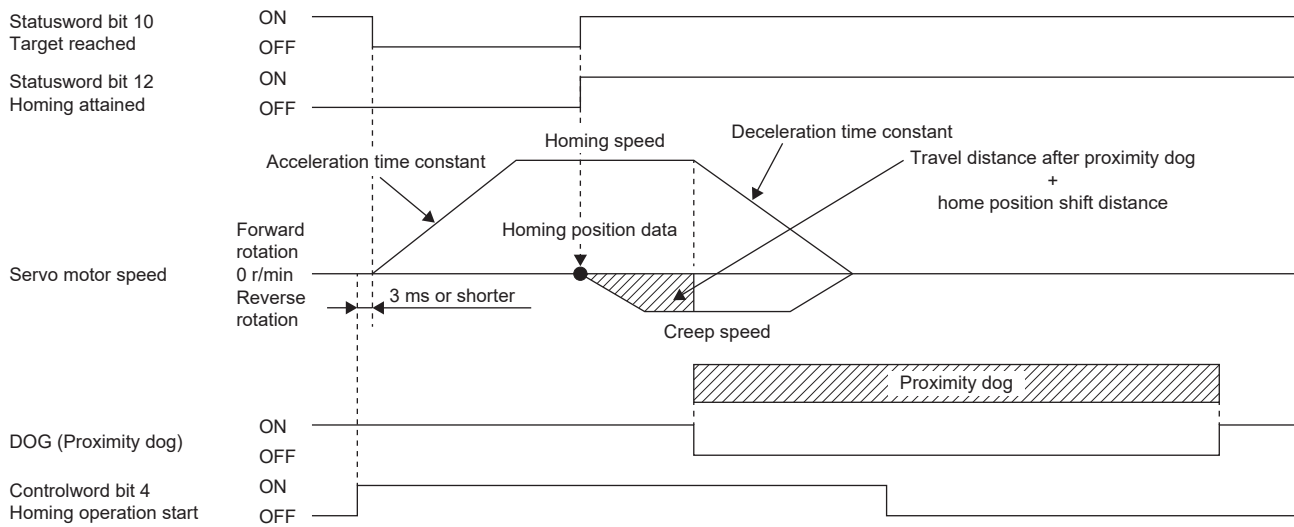 Statusword bit 10
Target reached
ON
OFF
Statusword bit 12
Homing attained
ON
OFF
Homing speed
Deceleration time constant
Acceleration time constant
Travel distance after proximity dog
+
home position shift distance
Homing position data
Forward
rotation
Servo motor speed
0 r/min
Reverse
rotation
3 ms or shorter
Creep speed
Proximity dog
DOG (Proximity dog)
ON
OFF
Controlword bit 4
Homing operation start
ON
OFF